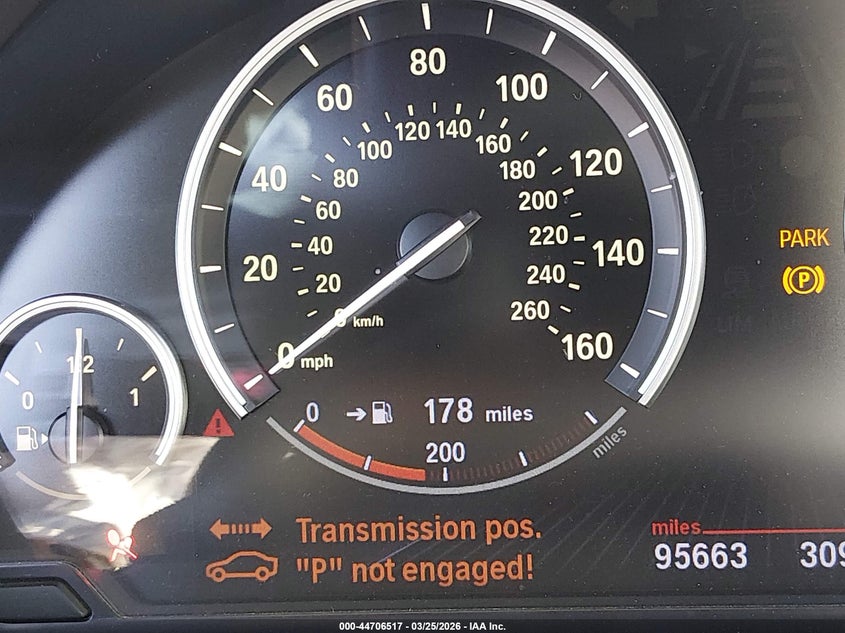 80
60 100
120 140
100 160
40 80 180 120
60 200
40 220
20 20 240 140
0 km/h 260
0 mph 160
0 1/2 1
0 → 178 miles
200
miles
PARK
P
Transmission pos.
"P" not engaged!
miles
95663 309
000-44706517 - 03/25/2026 - IAA Inc.